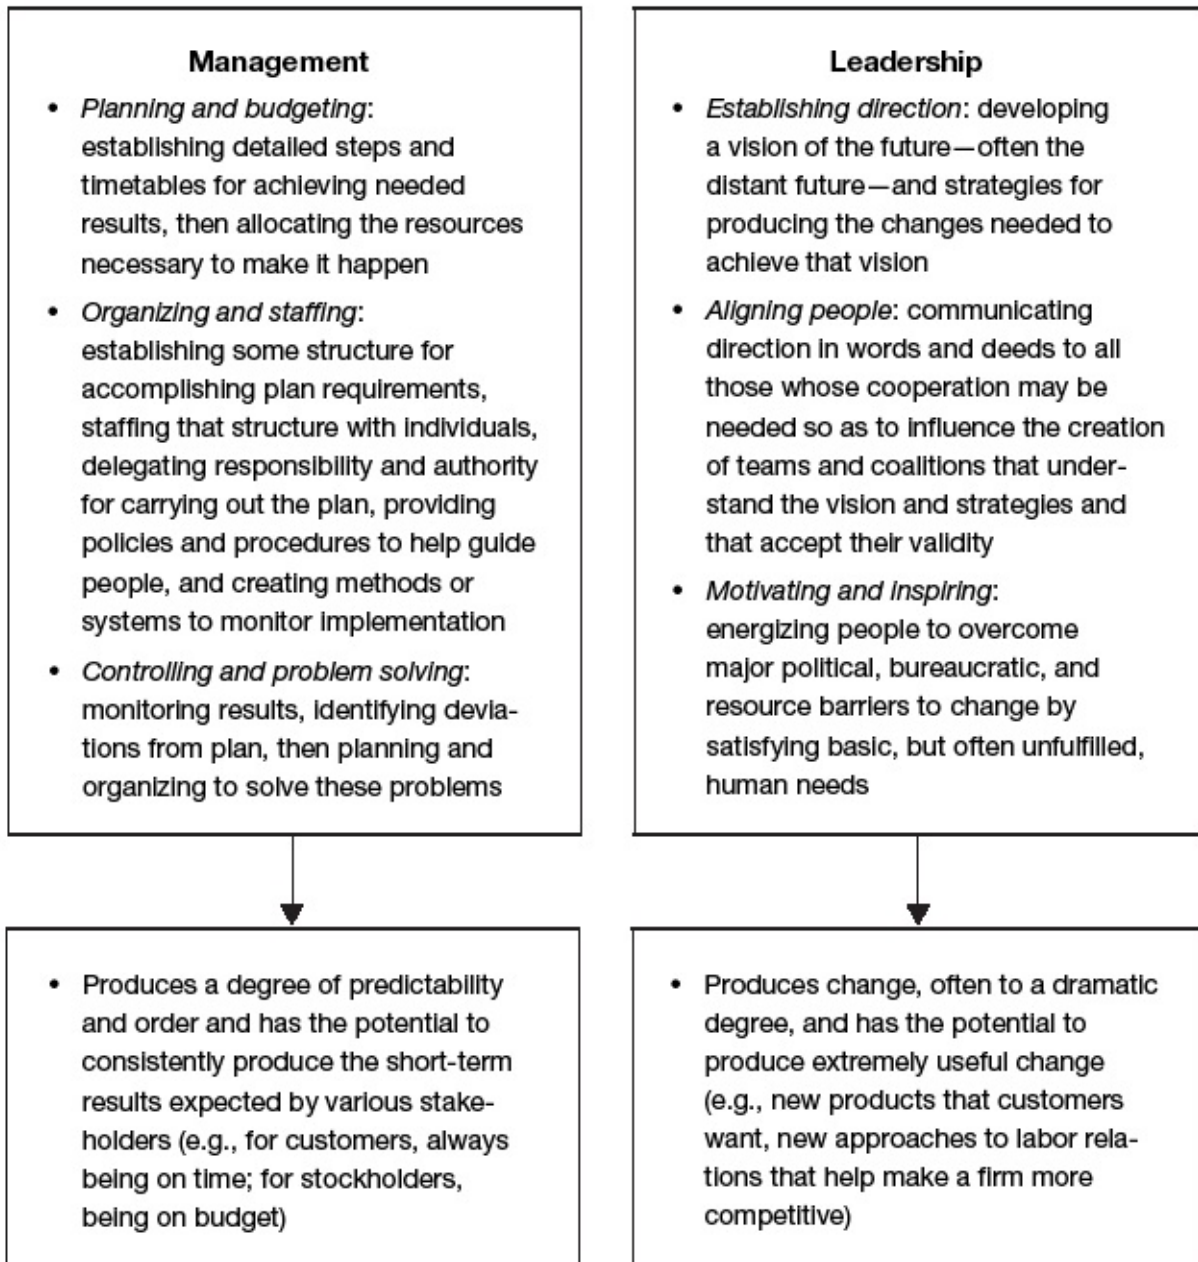 Management
• Planning and budgeting:
establishing detailed steps and
timetables for achieving needed
results, then allocating the resources
necessary to make it happen
• Organizing and staffing:
establishing some structure for
accomplishing plan requirements,
staffing that structure with individuals,
delegating responsibility and authority
for carrying out the plan, providing
policies and procedures to help guide
people, and creating methods or
systems to monitor implementation
• Controlling and problem solving:
monitoring results, identifying devia-
tions from plan, then planning and
organizing to solve these problems
• Produces a degree of predictability
and order and has the potential to
consistently produce the short-term
results expected by various stake-
holders (e.g., for customers, always
being on time; for stockholders,
being on budget)
Leadership
• Establishing direction: developing
a vision of the future—often the
distant future—and strategies for
producing the changes needed to
achieve that vision
• Aligning people: communicating
direction in words and deeds to all
those whose cooperation may be
needed so as to influence the creation
of teams and coalitions that under-
stand the vision and strategies and
that accept their validity
• Motivating and inspiring:
energizing people to overcome
major political, bureaucratic, and
resource barriers to change by
satisfying basic, but often unfulfilled,
human needs
• Produces change, often to a dramatic
degree, and has the potential to
produce extremely useful change
(e.g., new products that customers
want, new approaches to labor rela-
tions that help make a firm more
competitive)